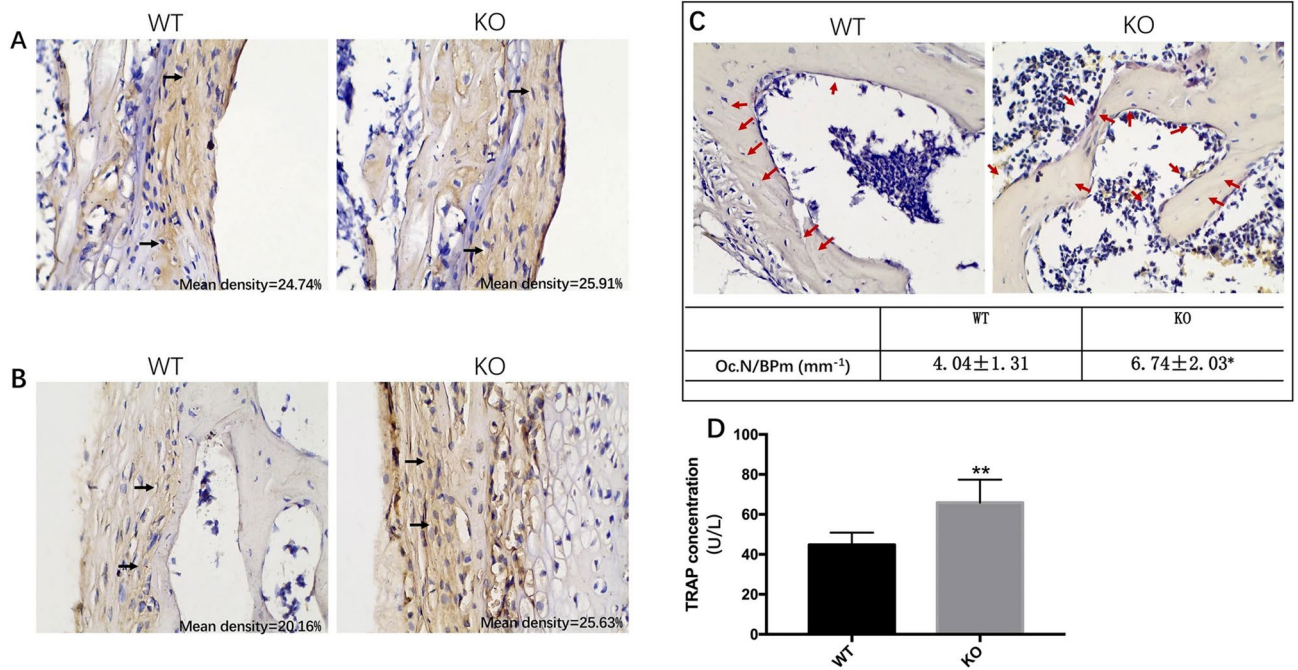 A
WT
KO
Mean density=24.74%
Mean density=25.91%
B
WT
KO
Mean density=20.16%
Mean density=25.63%
C
WT
KO
WT KO
Oc.N/BPm (mm⁻¹) 4.04±1.31 6.74±2.03*
D
TRAP concentration
(U/L)
100
80
60
40
20
0
**
WT
KO